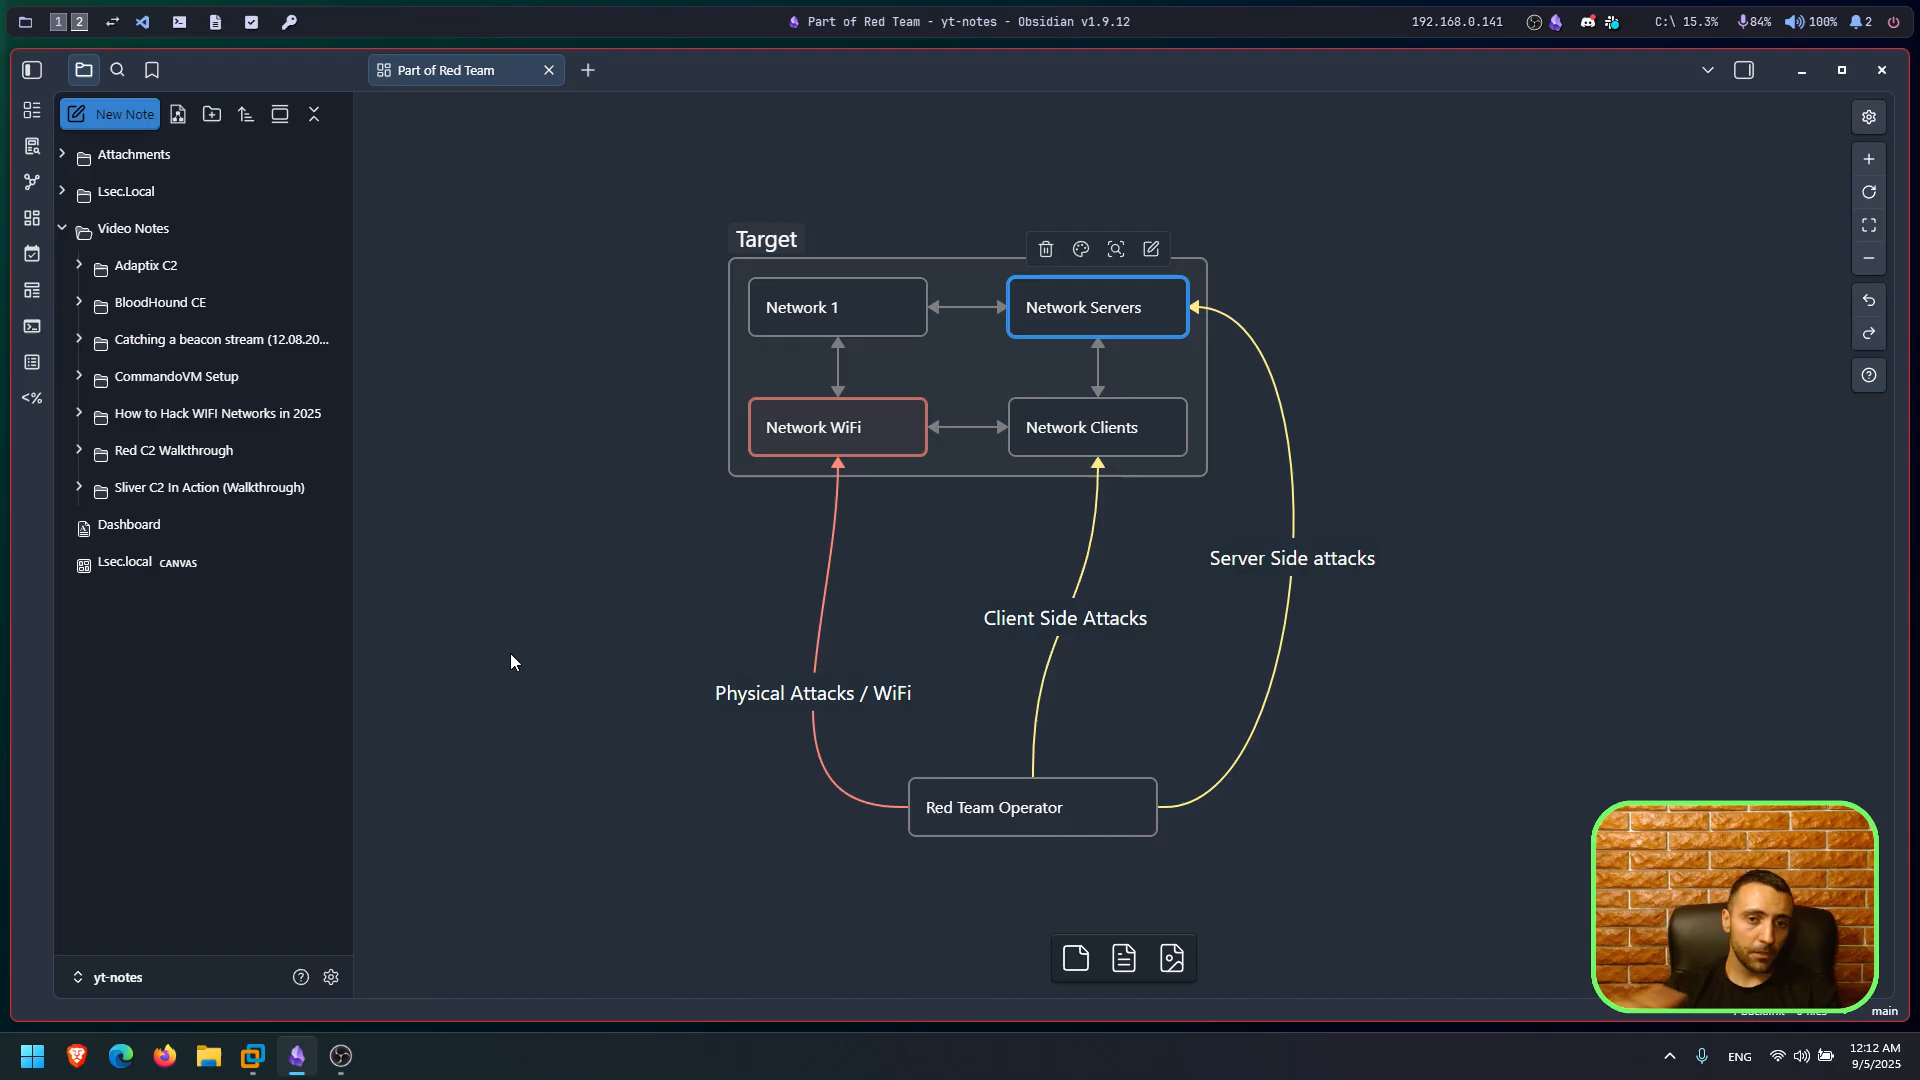 1 2
Part of Red Team - yt-notes - Obsidian v1.9.12
192.168.0.141
C:\ 15.3%
84%
100%
2
Part of Red Team
New Note
Attachments
Lsec.Local
Video Notes
Adaptix C2
BloodHound CE
Catching a beacon stream (12.08.20...
CommandoVM Setup
How to Hack WIFI Networks in 2025
Red C2 Walkthrough
Sliver C2 In Action (Walkthrough)
Dashboard
Lsec.local CANVAS
<%
yt-notes
Target
Network 1
Network Servers
Network WiFi
Network Clients
Server Side attacks
Client Side Attacks
Physical Attacks / WiFi
Red Team Operator
main
ENG
12:12 AM
9/5/2025